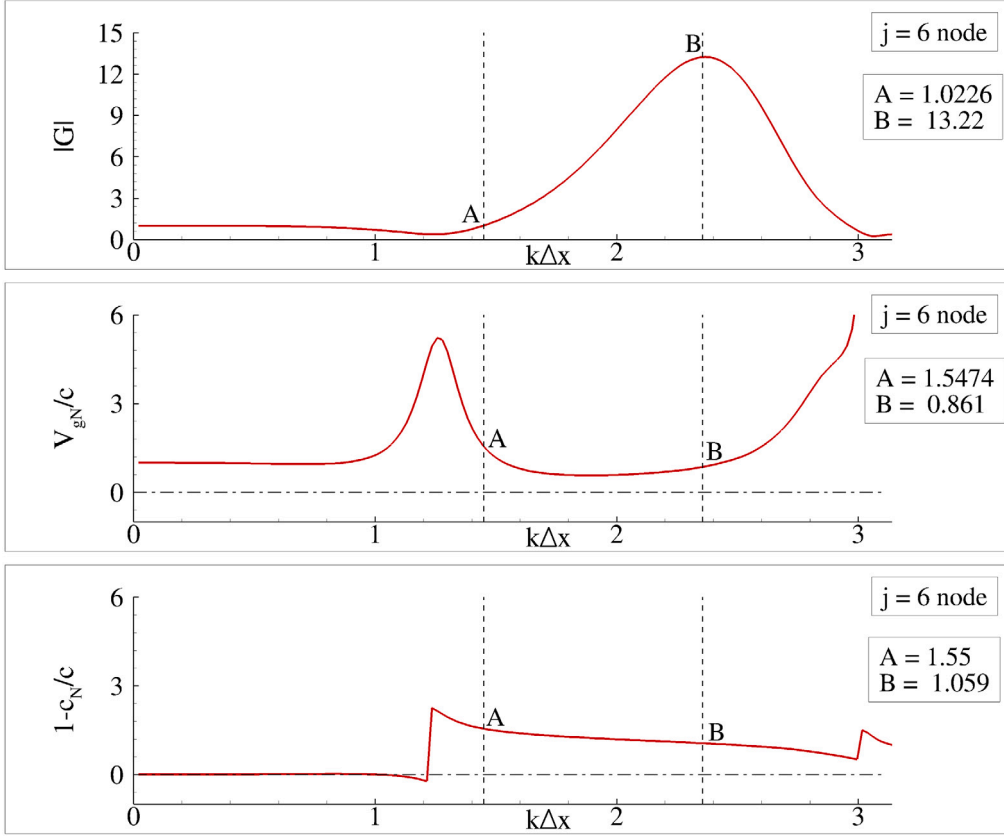 15
12
9
6
3
0
|G|
A
B
j = 6 node
A = 1.0226
B = 13.22
0 1 kΔx 2 3
6
3
0
V_gN/c
A
B
j = 6 node
A = 1.5474
B = 0.861
0 1 kΔx 2 3
6
3
0
1-c_N/c
A
B
j = 6 node
A = 1.55
B = 1.059
0 1 kΔx 2 3